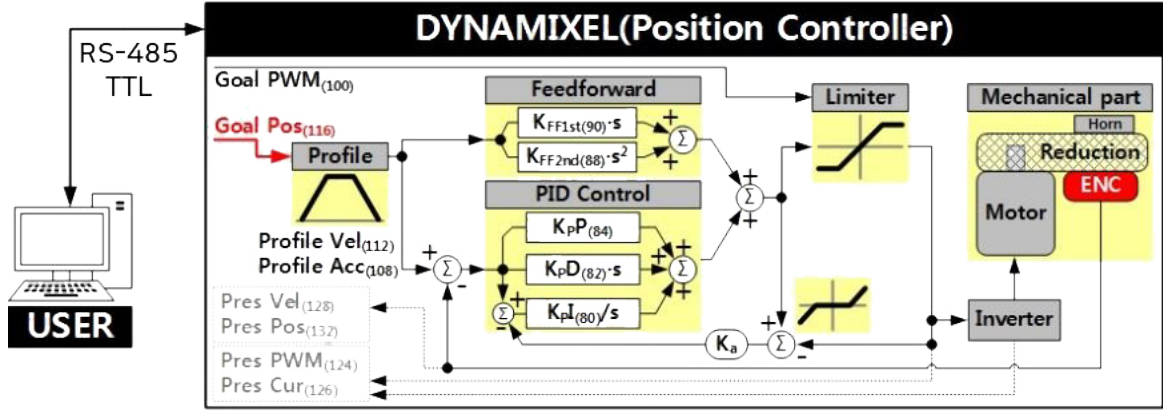 DYNAMIXEL(Position Controller)
RS-485
TTL
Goal PWM(100)
Feedforward
Limiter
Mechanical part
Horn
Goal Pos(116)
KFF1st(90)·s
+
Profile
KFF2nd(88)·s²
+
Σ
Reduction
ENC
PID Control
+
+
Σ
Motor
KPP(84)
Profile Vel(112)
Profile Acc(108)
+
Σ
-
KPD(82)·s
+
+
+
Σ
Pres Vel(128)
Pres Pos(132)
+
Σ
-
KPI(80)/s
Inverter
USER
Ka
+
Σ
-
Pres PWM(124)
Pres Cur(126)